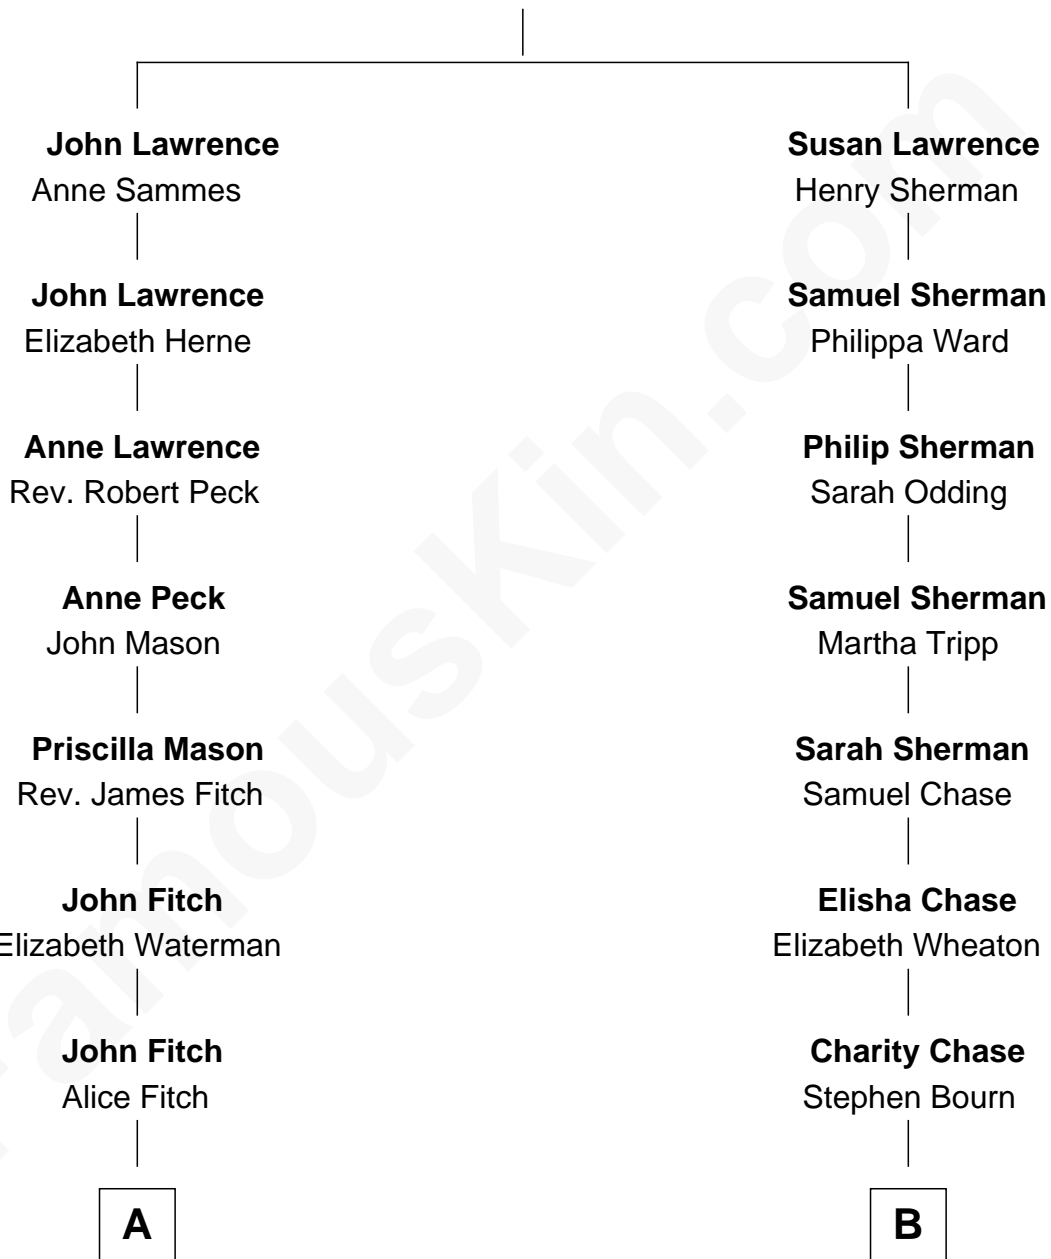 John Lawrence
Anne Sammes
John Lawrence
Elizabeth Herne
Anne Lawrence
Rev. Robert Peck
Anne Peck
John Mason
Priscilla Mason
Rev. James Fitch
John Fitch
Elizabeth Waterman
John Fitch
Alice Fitch
A
Susan Lawrence
Henry Sherman
Samuel Sherman
Philippa Ward
Philip Sherman
Sarah Odding
Samuel Sherman
Martha Tripp
Sarah Sherman
Samuel Chase
Elisha Chase
Elizabeth Wheaton
Charity Chase
Stephen Bourn
B
FamousKin.com